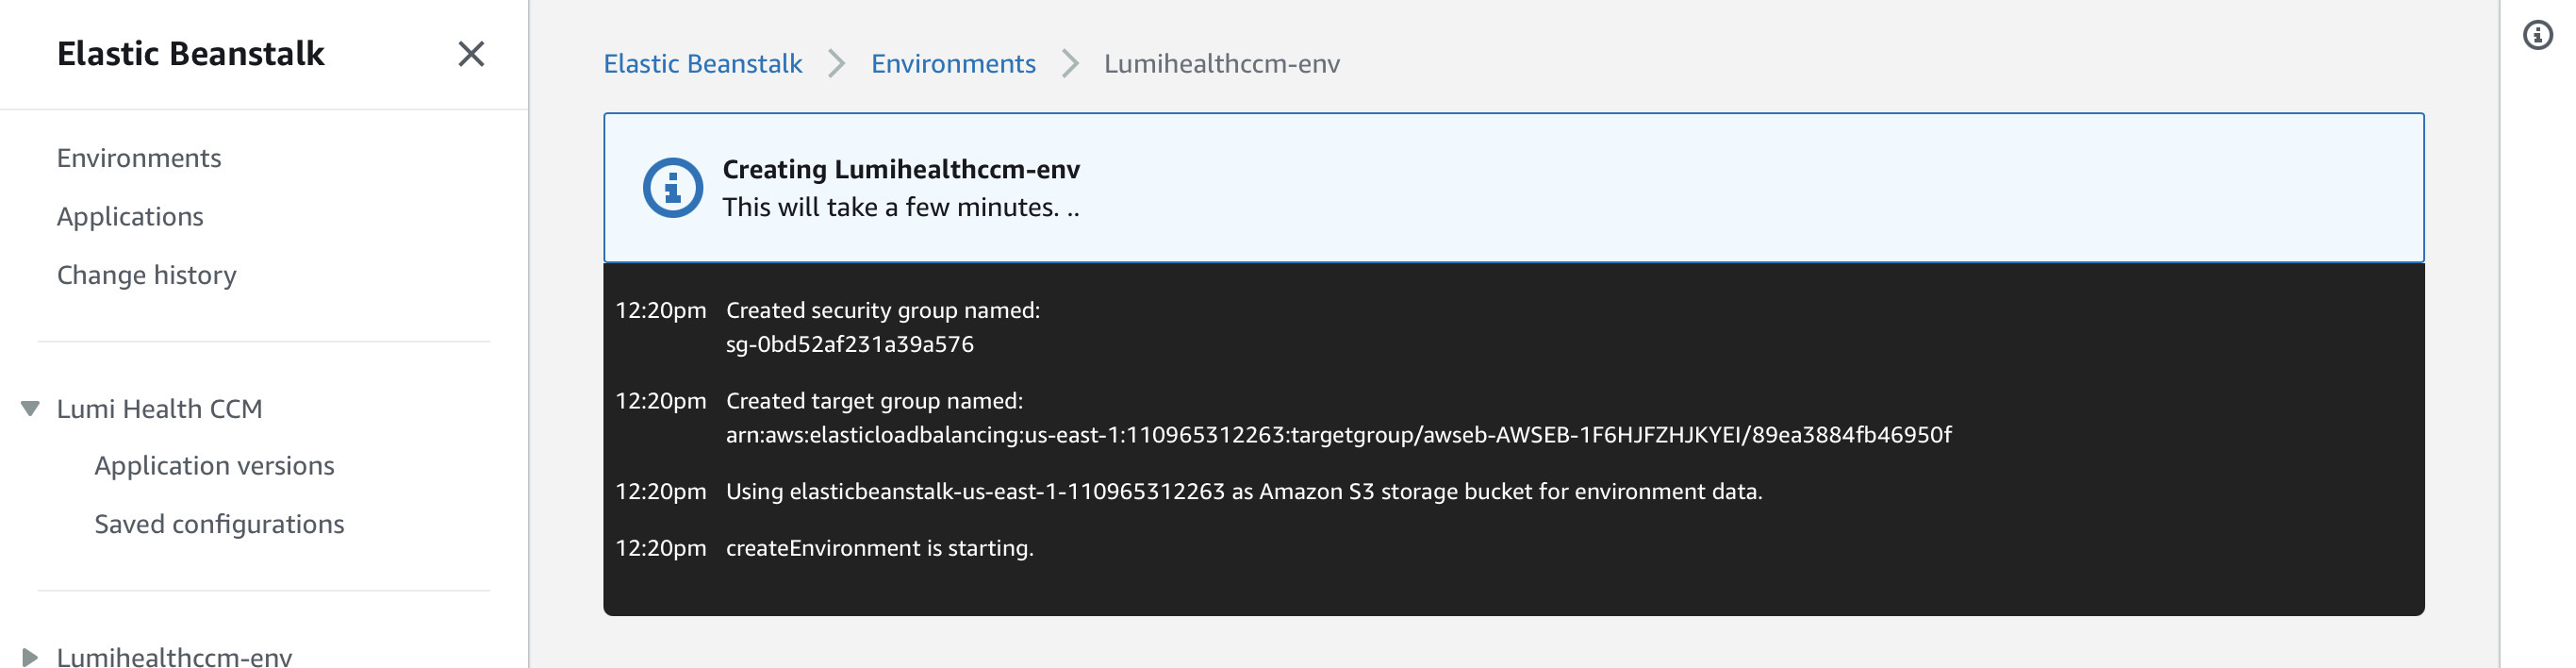 Elastic Beanstalk
Environments
Applications
Change history
Lumi Health CCM
Application versions
Saved configurations
Lumihealthccm-env
Elastic Beanstalk
Environments
Lumihealthccm-env
Creating Lumihealthccm-env
This will take a few minutes. ..
12:20pm Created security group named:
sg-0bd52af231a39a576
12:20pm Created target group named:
arn:aws:elasticloadbalancing:us-east-1:110965312263:targetgroup/awseb-AWSEB-1F6HJFZHJKYEI/89ea3884fb46950f
12:20pm Using elasticbeanstalk-us-east-1-110965312263 as Amazon S3 storage bucket for environment data.
12:20pm createEnvironment is starting.